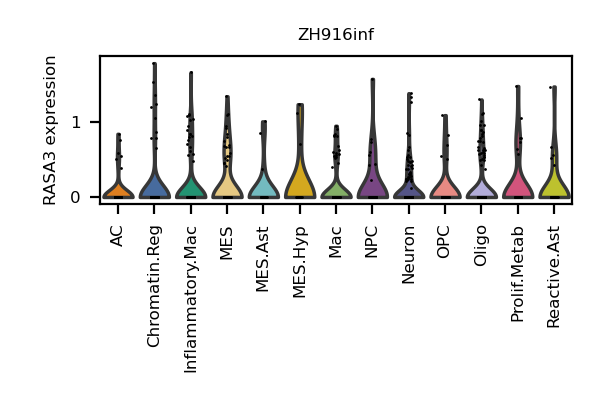 ZH916inf
RASA3 expression
1
0
AC
Chromatin.Reg
Inflammatory.Mac
MES
MES.Ast
MES.Hyp
Mac
NPC
Neuron
OPC
Oligo
Prolif.Metab
Reactive.Ast